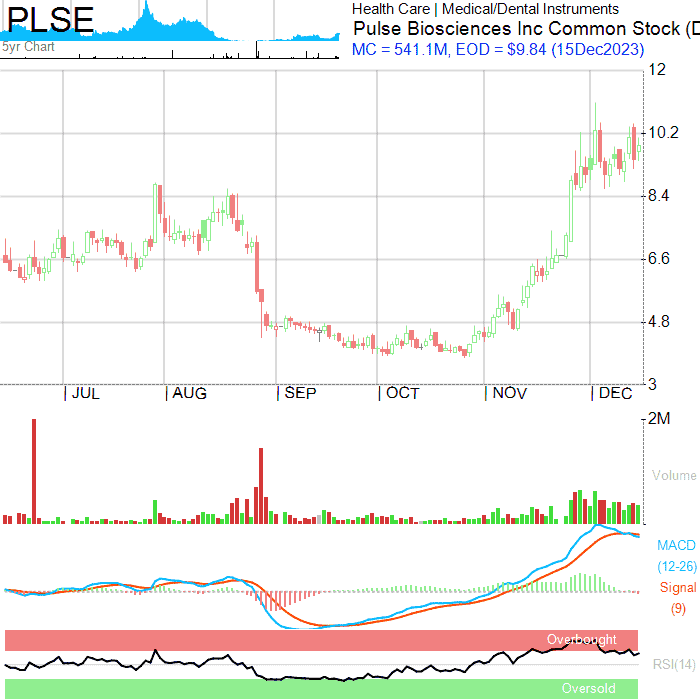 PLSE
5yr Chart
Health Care | Medical/Dental Instruments
Pulse Biosciences Inc Common Stock (D
MC = 541.1M, EOD = $9.84 (15Dec2023)
12
10.2
8.4
6.6
4.8
3
JUL AUG SEP OCT NOV DEC
2M
Volume
MACD
(12-26)
Signal
(9)
Overbought
RSI(14)
Oversold